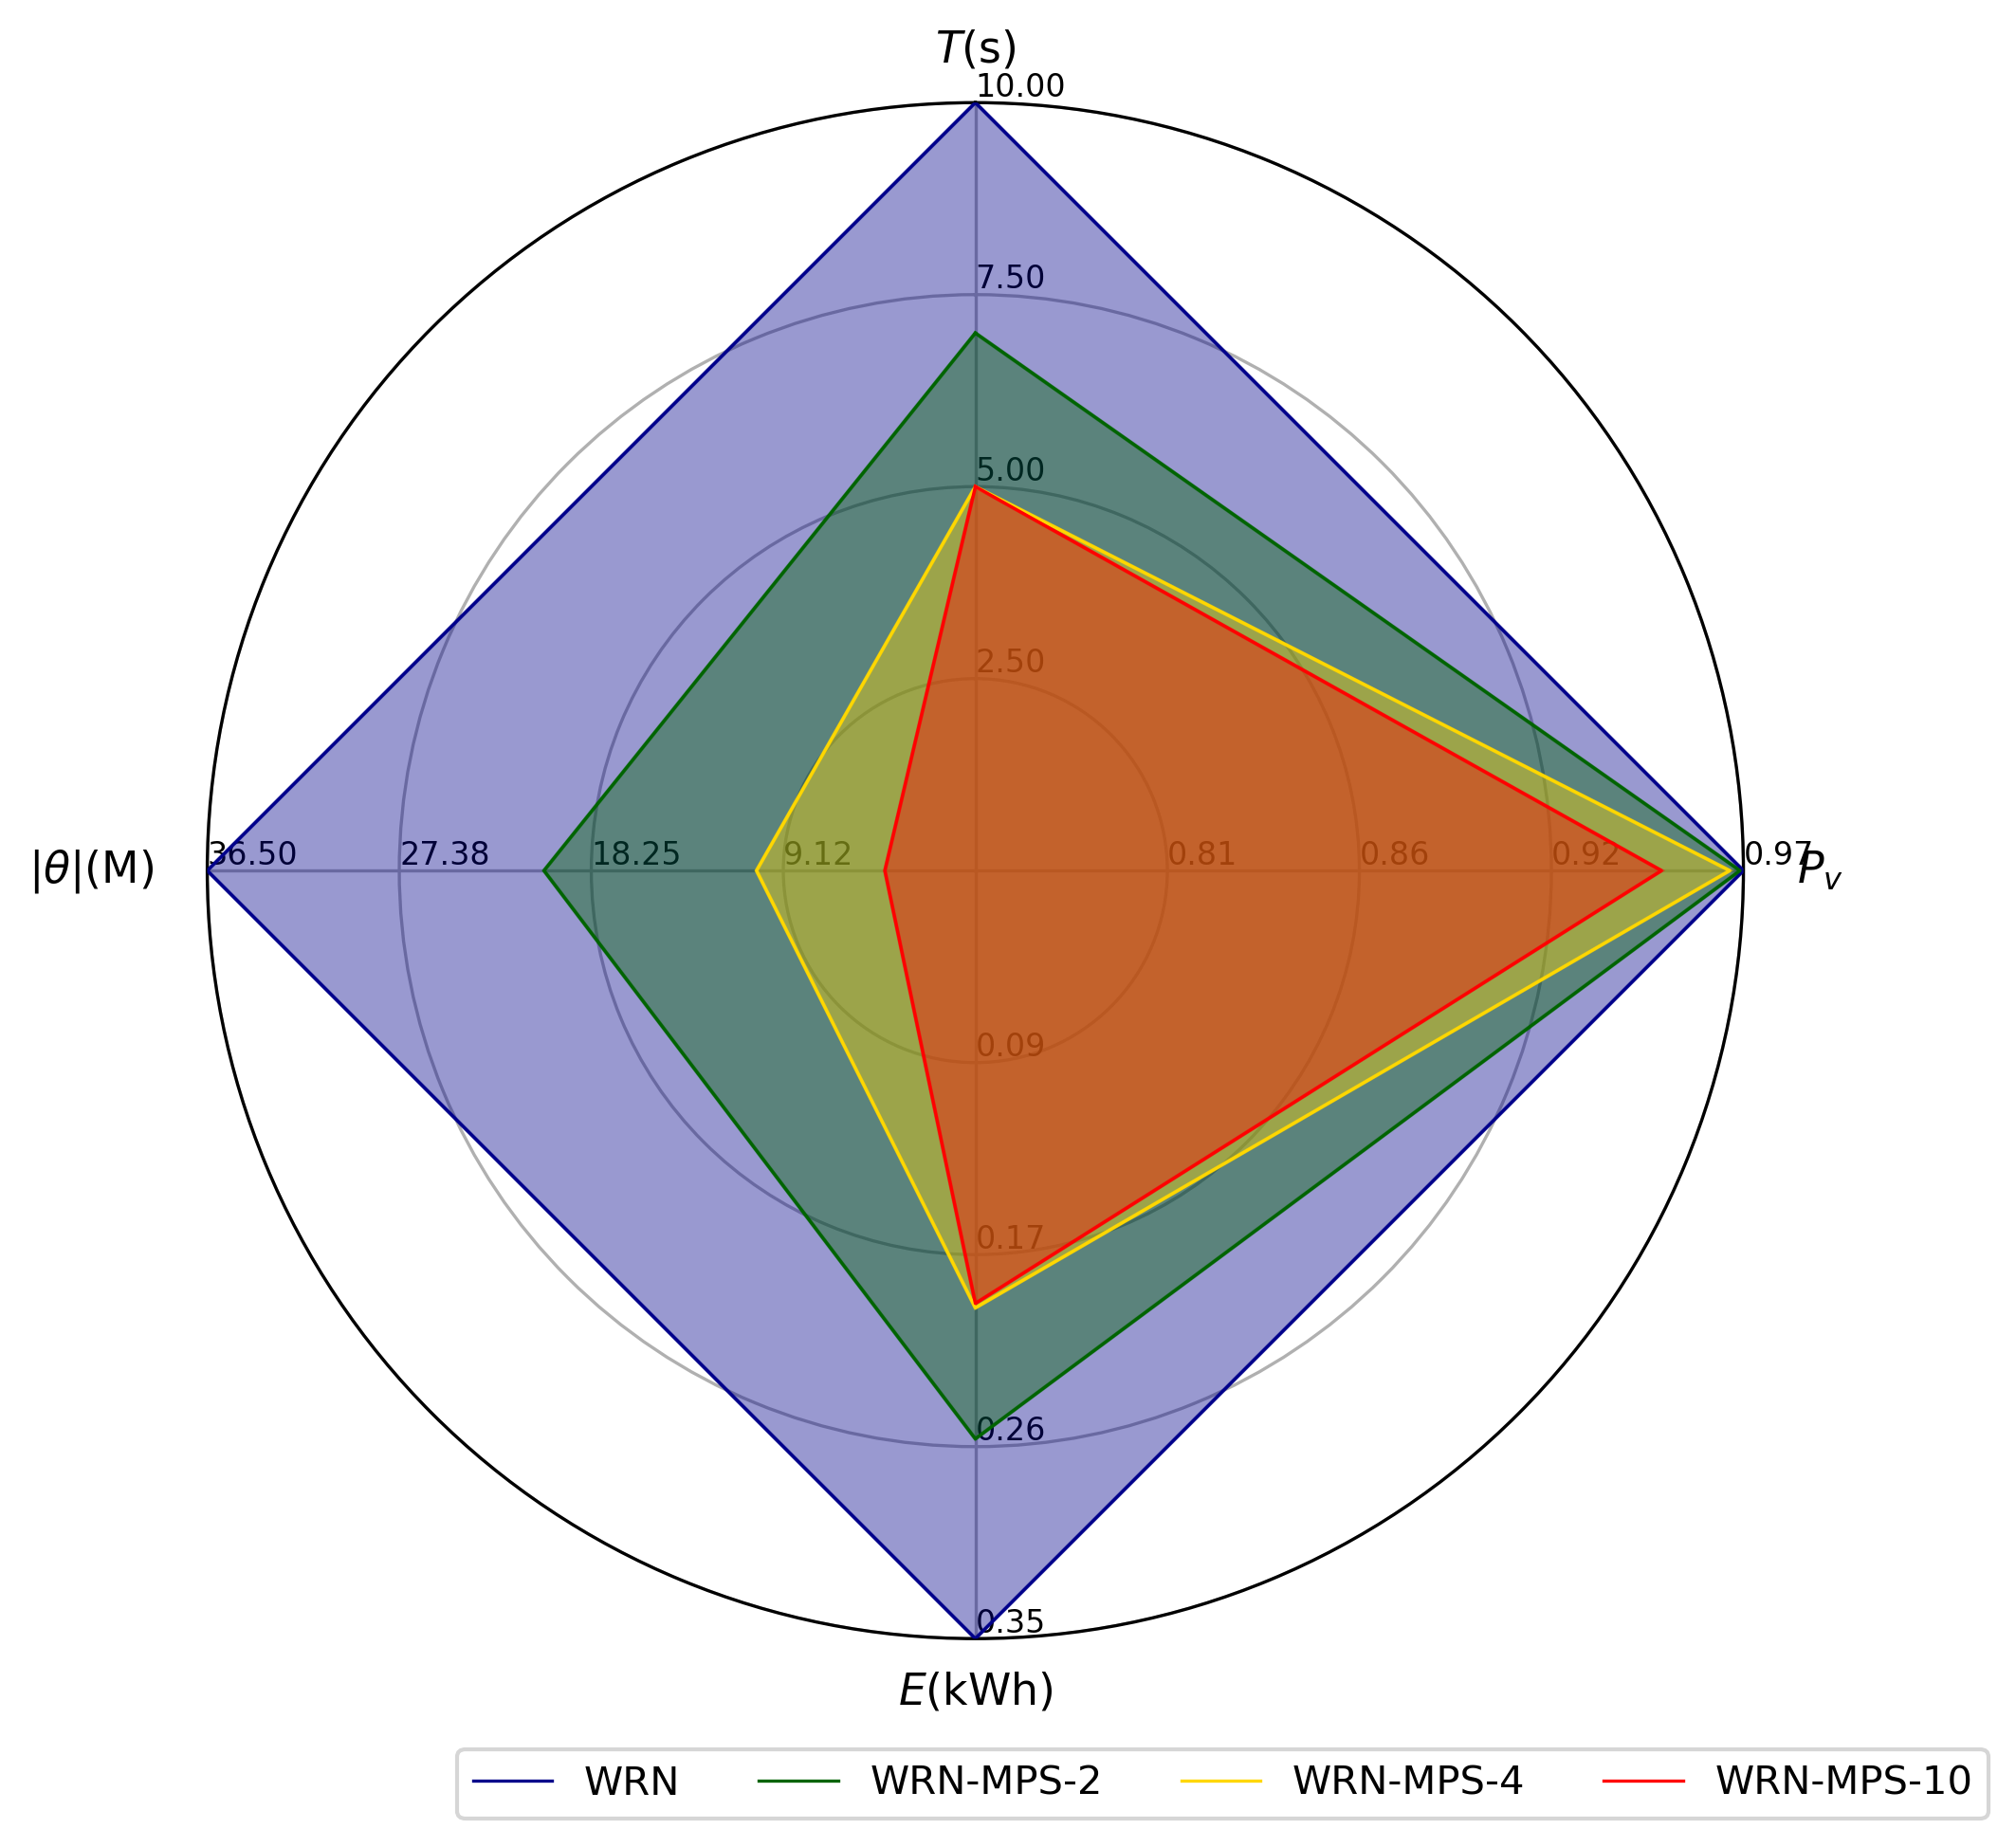 T(s)
10.00
7.50
5.00
2.50
|θ|(M)
36.50 27.38 18.25 9.12 0.81 0.86 0.92 0.97
P_v
0.09
0.17
0.26
0.35
E(kWh)
WRN WRN-MPS-2 WRN-MPS-4 WRN-MPS-10